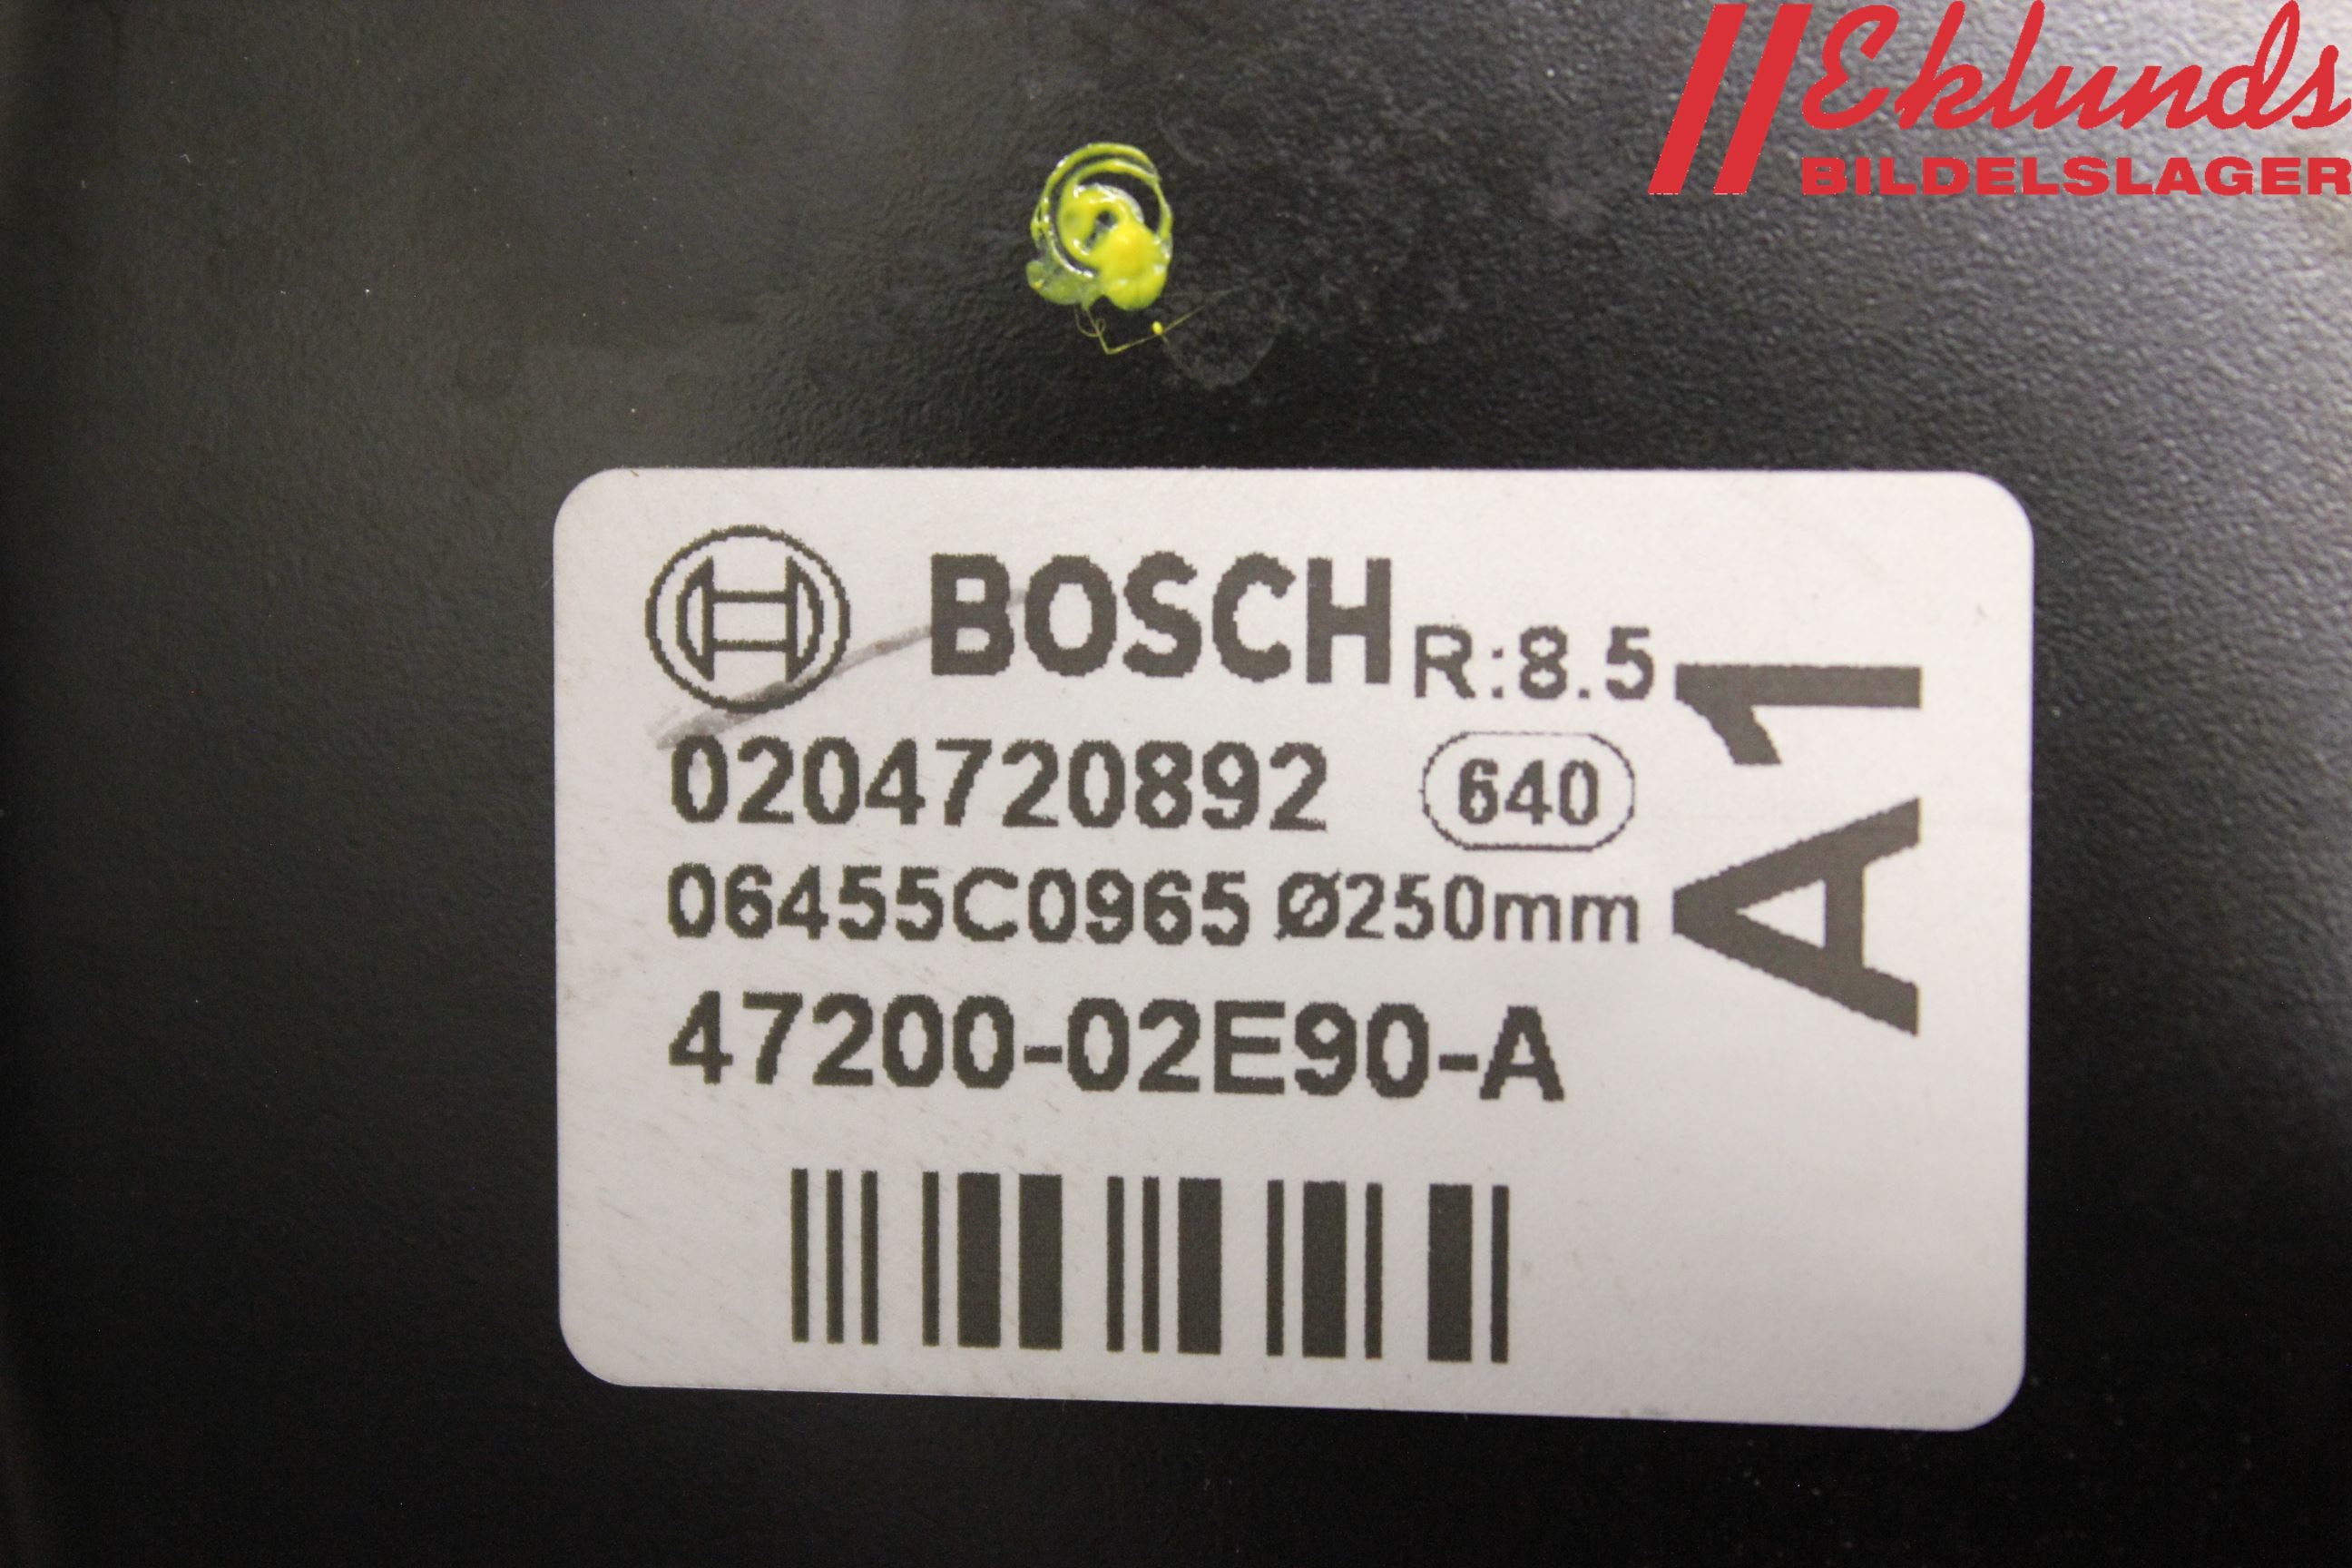 Eklunds
BILDELSLAGER
BOSCH R:8.5
0204720892 640
06455C0965 Ø250mm
47200-02E90-A
A1